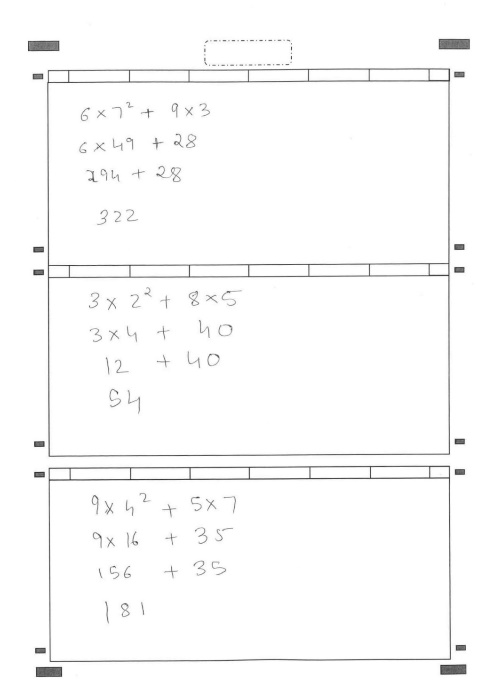 6 × 7² + 9 × 3
6 × 49 + 28
294 + 28
322
3 × 2² + 8 × 5
3 × 4 + 40
12 + 40
54
9 × 4² + 5 × 7
9 × 16 + 35
156 + 35
181